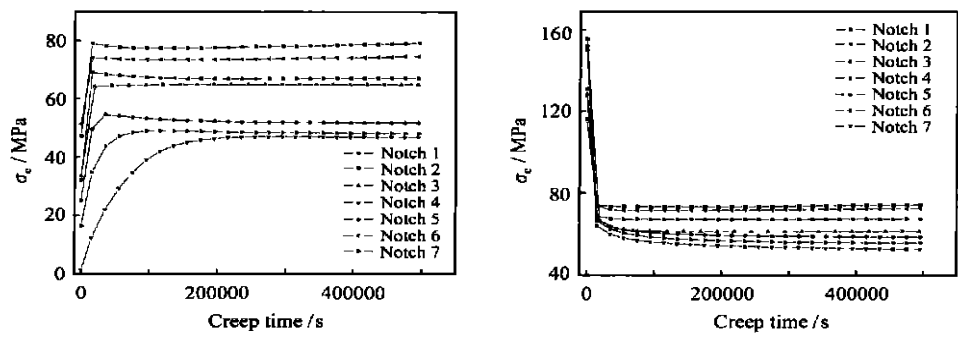 80
60
40
20
0
σe / MPa
Notch 1
Notch 2
Notch 3
Notch 4
Notch 5
Notch 6
Notch 7
0 200000 400000
Creep time /s
160
120
80
40
σe / MPa
Notch 1
Notch 2
Notch 3
Notch 4
Notch 5
Notch 6
Notch 7
0 200000 400000
Creep time /s